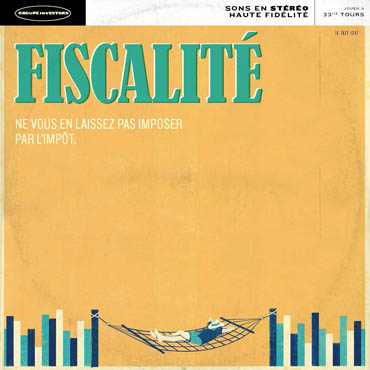 GROUPE INVESTORS
SONS EN STÉRÉO
HAUTE FIDÉLITÉ
JOUER À
33⅓ TOURS
FISCALITÉ
NE VOUS EN LAISSEZ PAS IMPOSER
PAR L'IMPÔT.